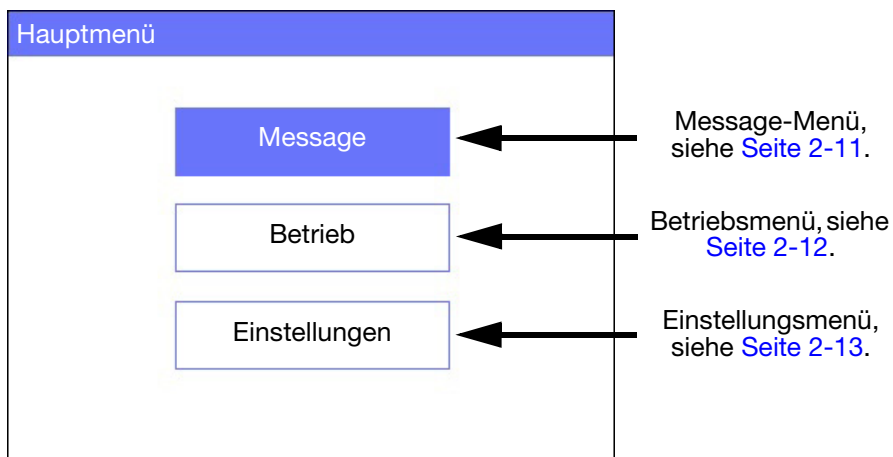 Hauptmenü
Message
Message-Menü,
siehe Seite 2-11.
Betrieb
Betriebsmenü, siehe
Seite 2-12.
Einstellungen
Einstellungsmenü,
siehe Seite 2-13.